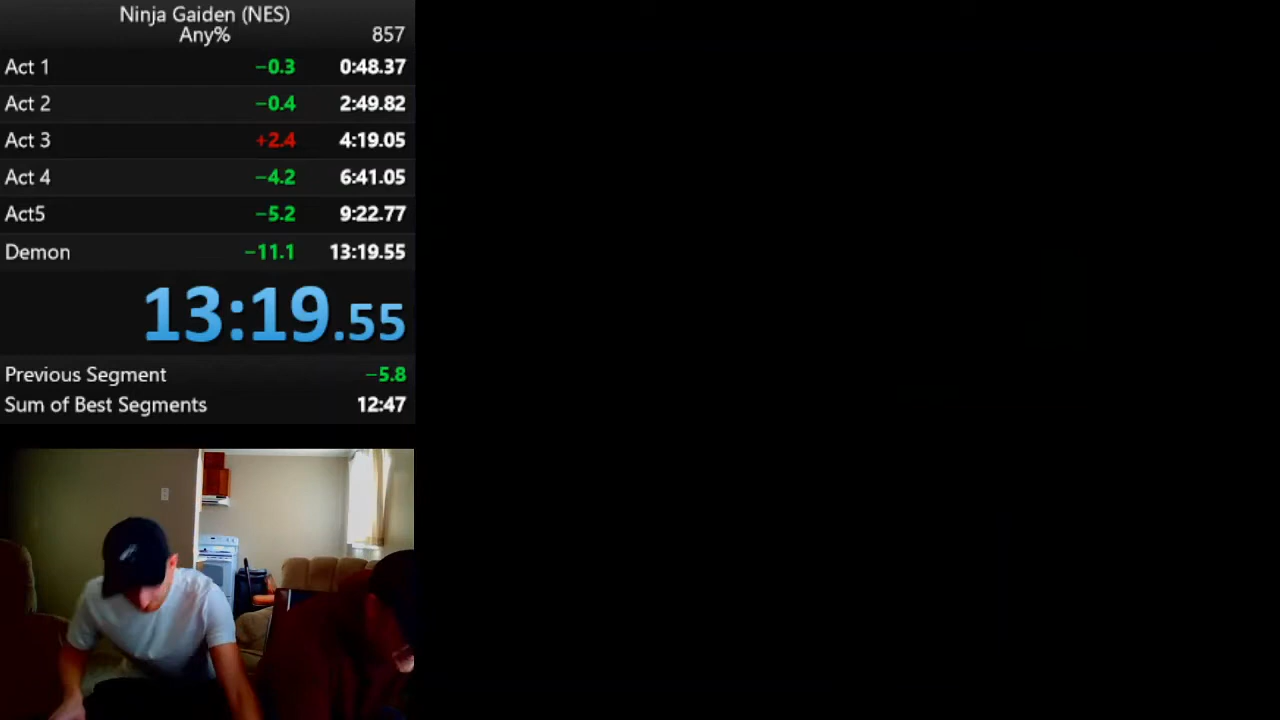 Ninja Gaiden (NES)
Any% 857
Act 1 −0.3 0:48.37
Act 2 −0.4 2:49.82
Act 3 +2.4 4:19.05
Act 4 −4.2 6:41.05
Act5 −5.2 9:22.77
Demon −11.1 13:19.55
13:19.55
Previous Segment −5.8
Sum of Best Segments 12:47